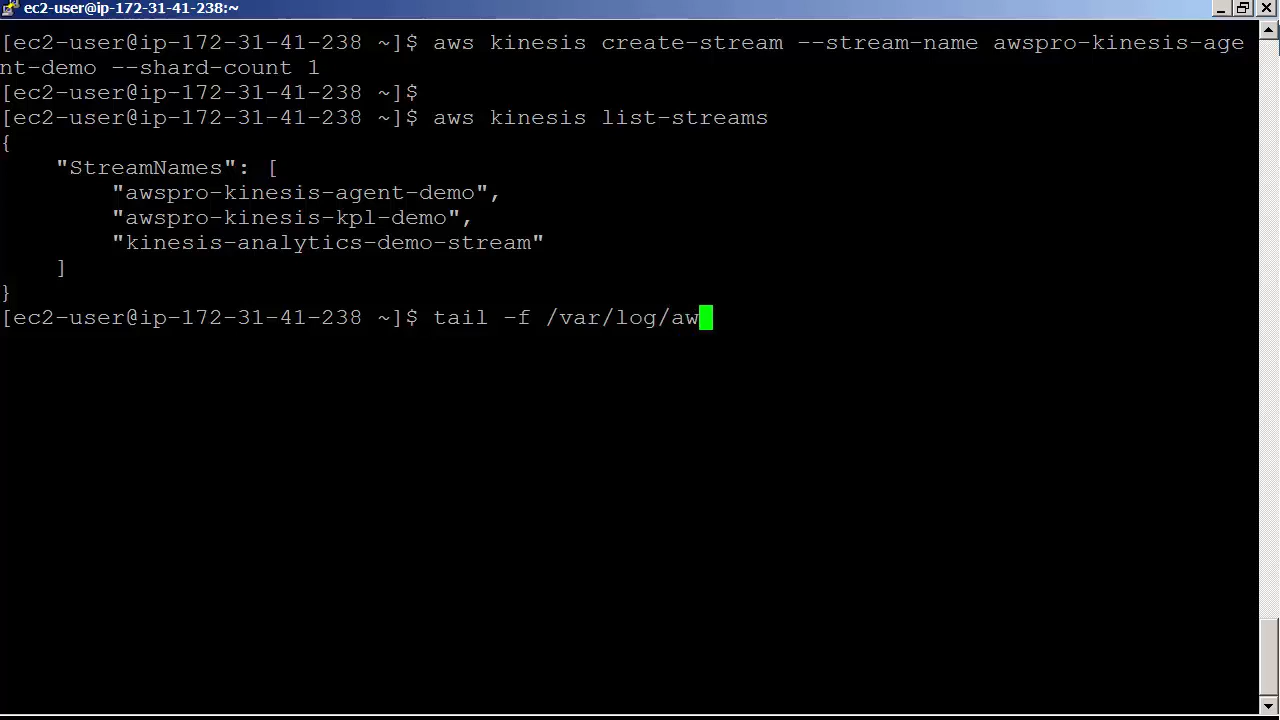 ec2-user@ip-172-31-41-238:~
[ec2-user@ip-172-31-41-238 ~]$ aws kinesis create-stream --stream-name awspro-kinesis-age
nt-demo --shard-count 1
[ec2-user@ip-172-31-41-238 ~]$
[ec2-user@ip-172-31-41-238 ~]$ aws kinesis list-streams
{
    "StreamNames": [
        "awspro-kinesis-agent-demo",
        "awspro-kinesis-kpl-demo",
        "kinesis-analytics-demo-stream"
    ]
}
[ec2-user@ip-172-31-41-238 ~]$ tail -f /var/log/aw